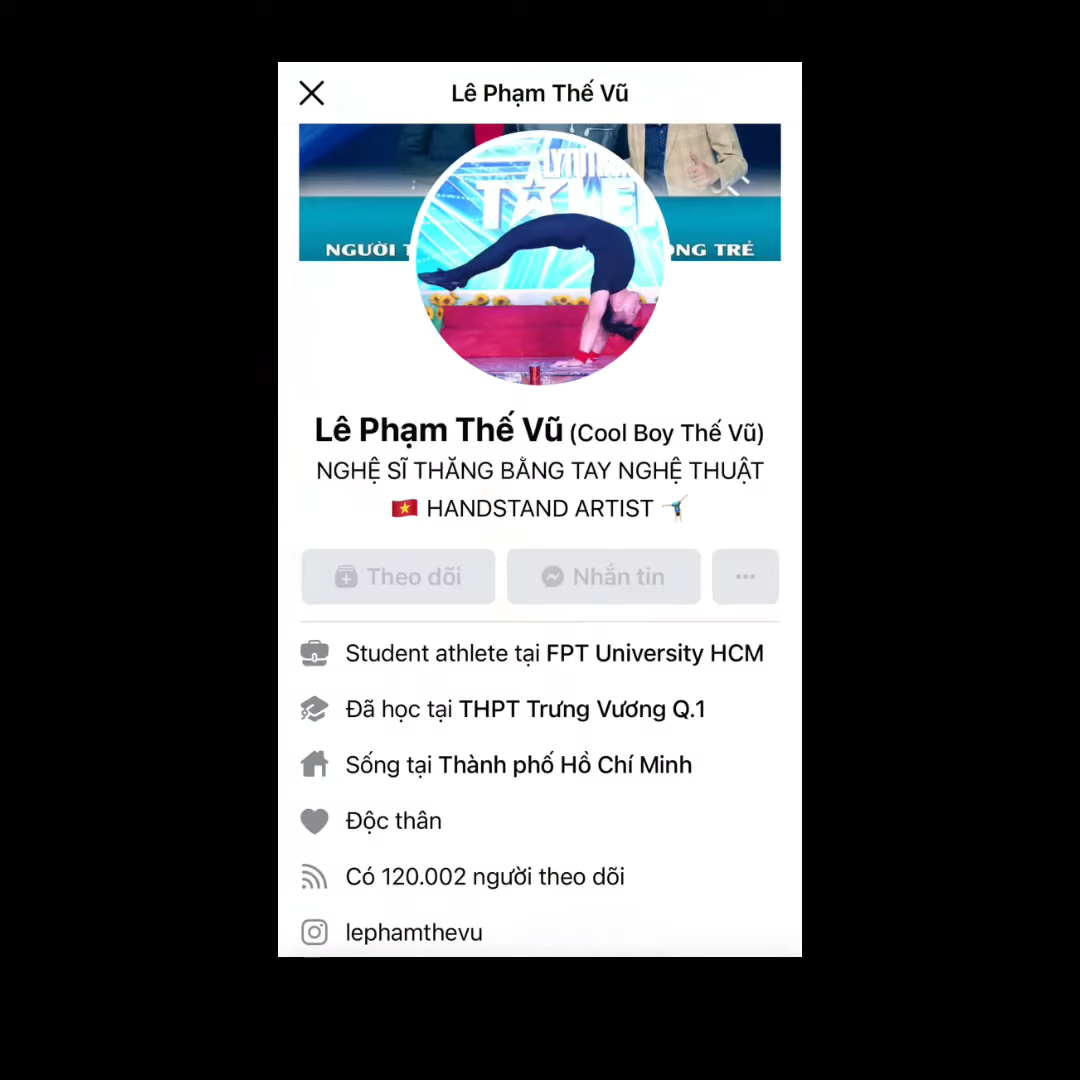 Lê Phạm Thế Vũ
TALE
NGƯỜI
ONG TRẺ
Lê Phạm Thế Vũ (Cool Boy Thế Vũ)
NGHỆ SĨ THĂNG BẰNG TAY NGHỆ THUẬT
🇻🇳 HANDSTAND ARTIST 🤸‍♂️
Theo dõi
Nhắn tin
Student athlete tại FPT University HCM
Đã học tại THPT Trưng Vương Q.1
Sống tại Thành phố Hồ Chí Minh
Độc thân
Có 120.002 người theo dõi
lephamthevu